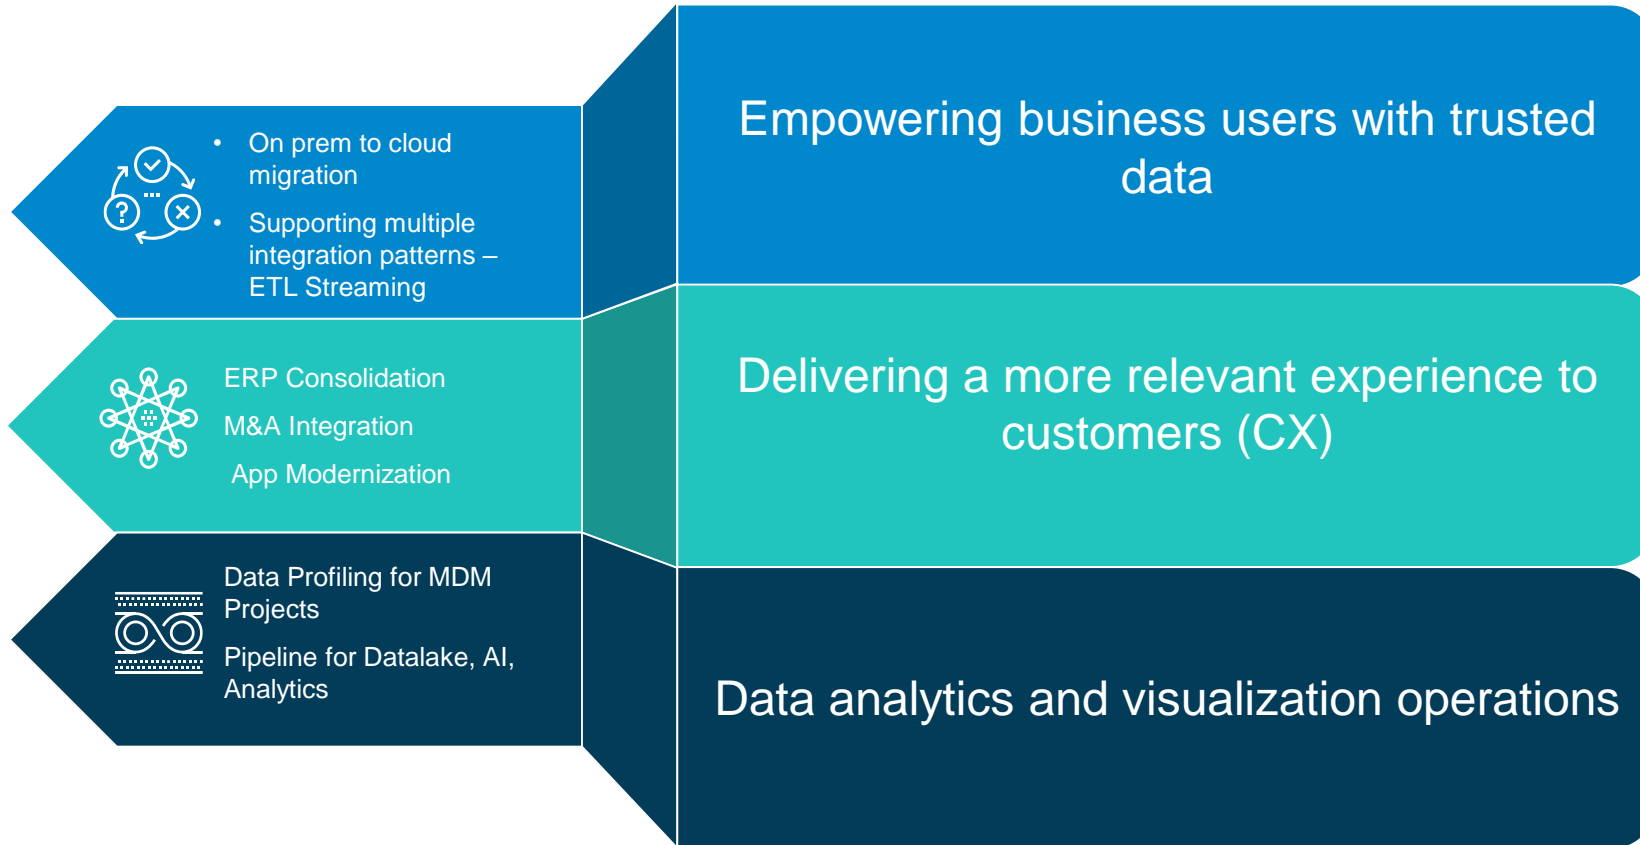 • On prem to cloud
migration
• Supporting multiple
integration patterns –
ETL Streaming
Empowering business users with trusted
data
ERP Consolidation
M&A Integration
App Modernization
Delivering a more relevant experience to
customers (CX)
Data Profiling for MDM
Projects
Pipeline for Datalake, AI,
Analytics
Data analytics and visualization operations